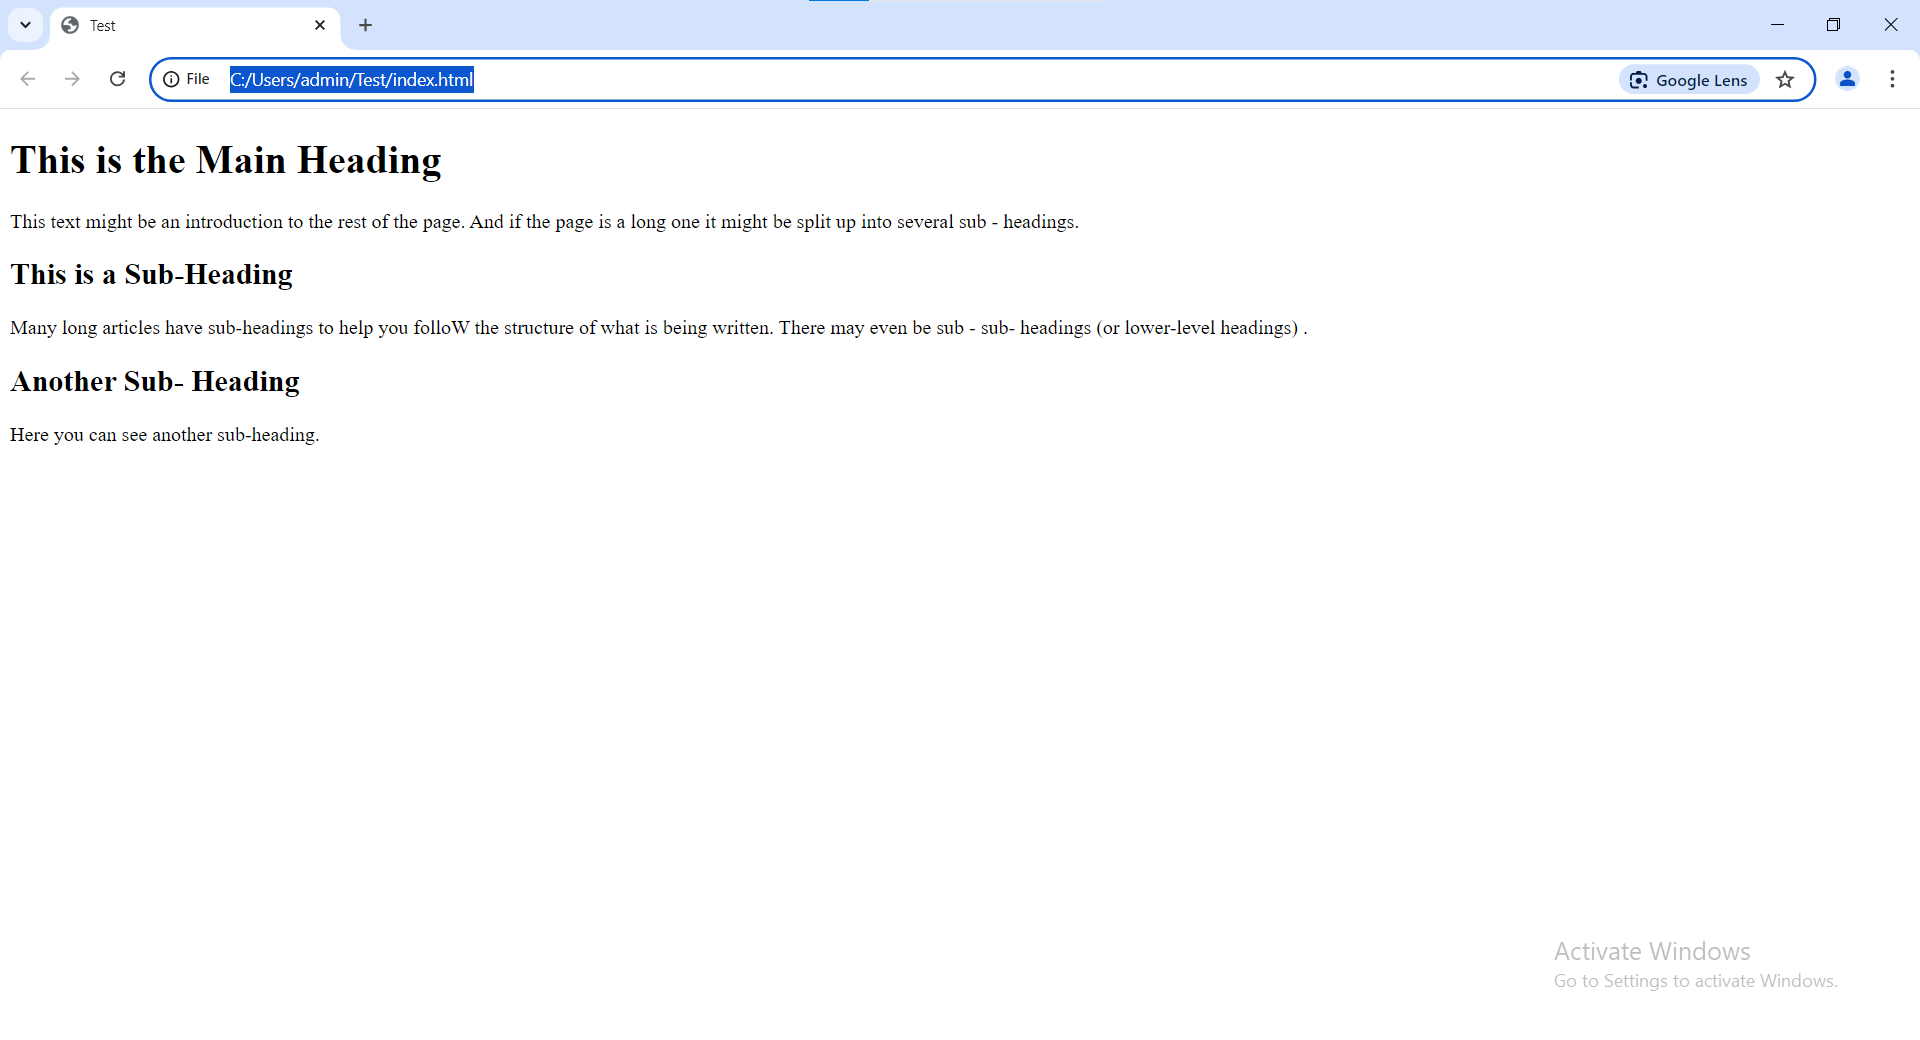 Test
File C:/Users/admin/Test/index.html Google Lens
This is the Main Heading
This text might be an introduction to the rest of the page. And if the page is a long one it might be split up into several sub - headings.
This is a Sub-Heading
Many long articles have sub-headings to help you folloW the structure of what is being written. There may even be sub - sub- headings (or lower-level headings) .
Another Sub- Heading
Here you can see another sub-heading.
Activate Windows
Go to Settings to activate Windows.